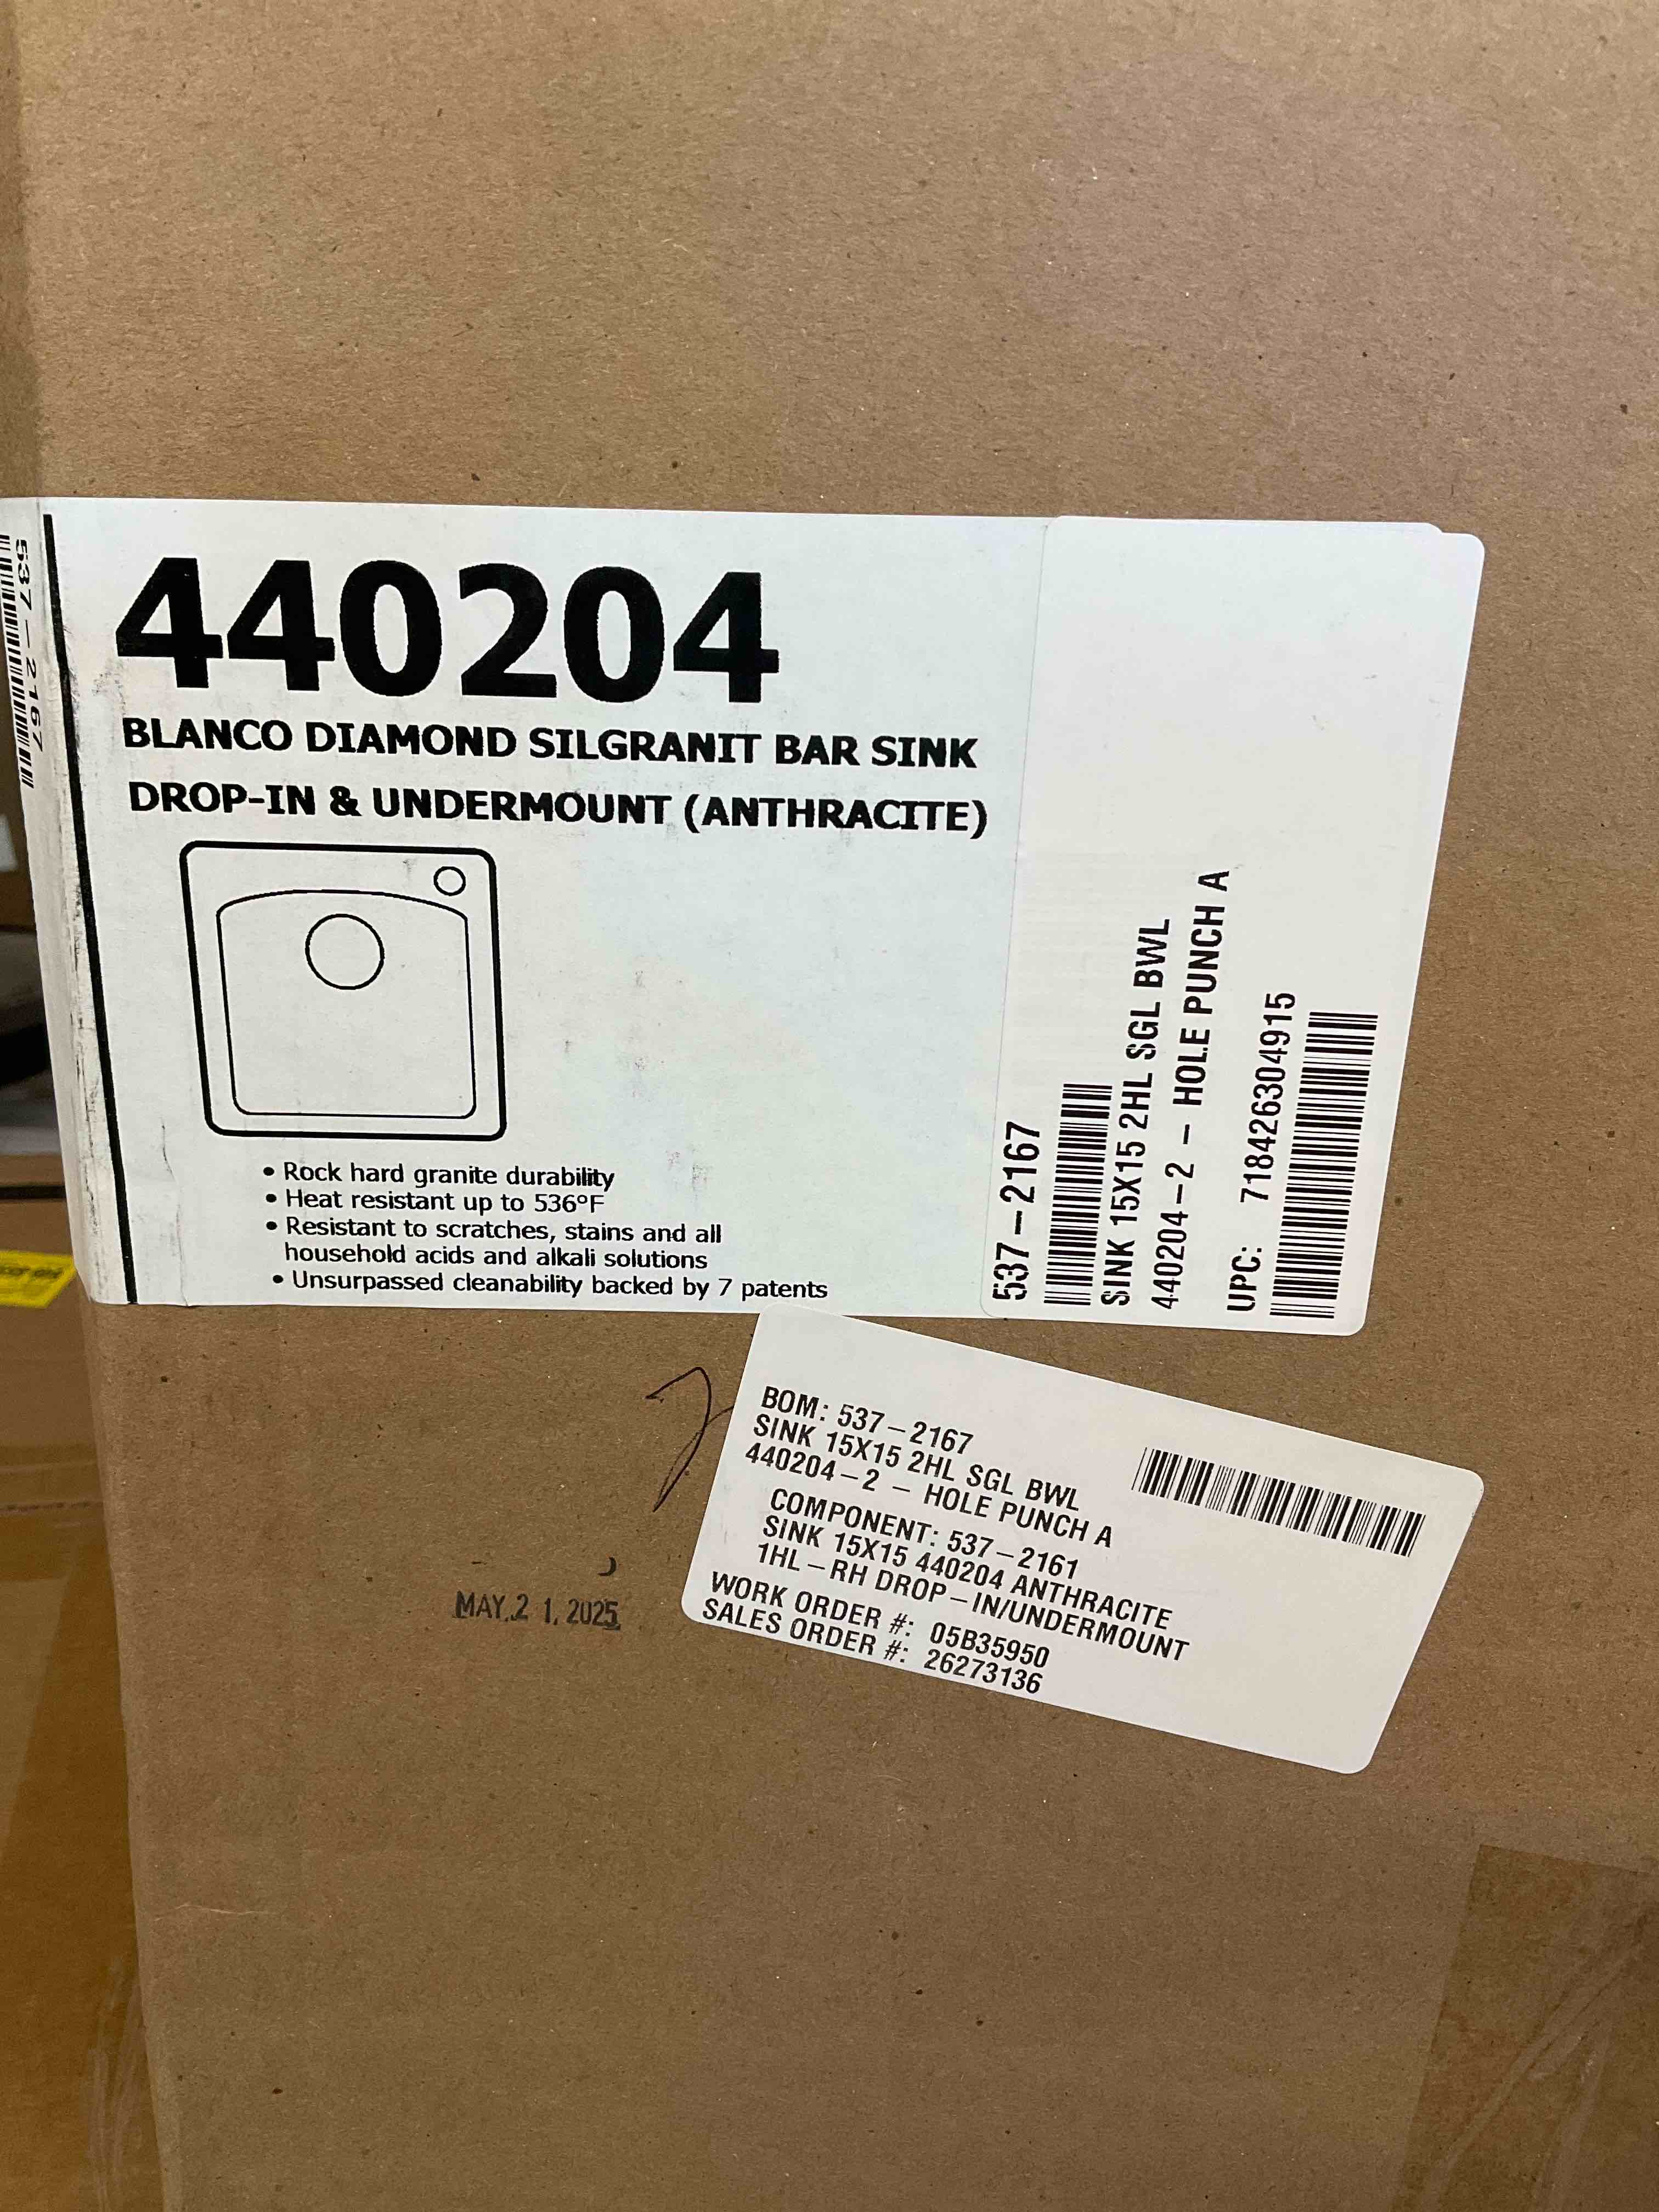 537-2167
440204
BLANCO DIAMOND SILGRANIT BAR SINK
DROP-IN & UNDERMOUNT (ANTHRACITE)
• Rock hard granite durability
• Heat resistant up to 536°F
• Resistant to scratches, stains and all
household acids and alkali solutions
• Unsurpassed cleanability backed by 7 patents
537-2167
SINK 15X15 2HL SGL BWL
440204-2 - HOLE PUNCH A
UPC: 718426304915
BOM: 537-2167
SINK 15X15 2HL SGL BWL
440204-2 - HOLE PUNCH A
COMPONENT: 537-2161
SINK 15X15 440204 ANTHRACITE
1HL-RH DROP-IN/UNDERMOUNT
WORK ORDER #: 05B35950
SALES ORDER #: 26273136
2
MAY.2 1, 2025